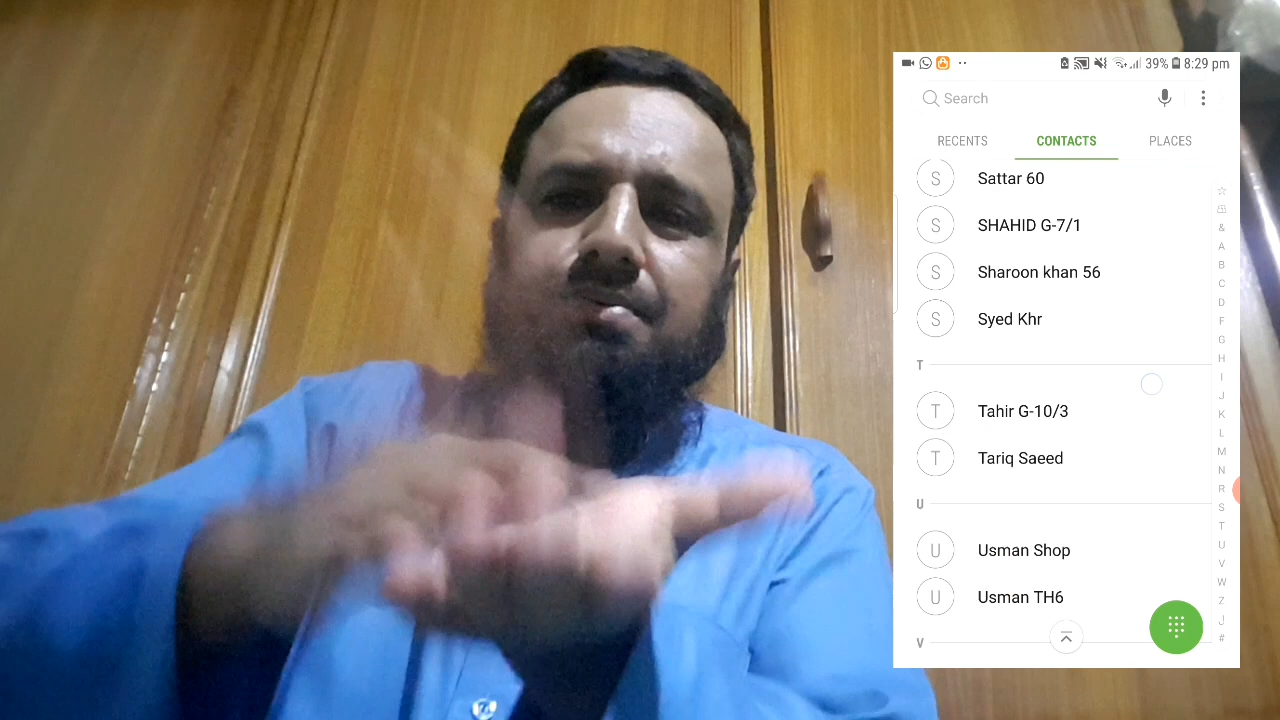 39% 8:29 pm
Search
RECENTS CONTACTS PLACES
S Sattar 60
S SHAHID G-7/1
S Sharoon khan 56
S Syed Khr
T
T Tahir G-10/3
T Tariq Saeed
U
U Usman Shop
U Usman TH6
V
&
A
B
C
D
F
G
H
I
J
K
L
M
N
R
S
T
U
V
W
Z
J
#